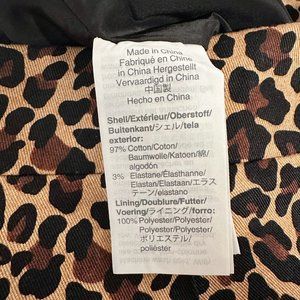 Made in China
Fabriqué en Chine
in China Hergestellt
Vervaardigd in China
中国製
Hecho en China
Shell/Extérieur/Oberstoff/
Buitenkant/シェル/tela
exterior:
97% Cotton/Coton/
Baumwolle/Katoen/綿/
algodón
3% Elastane/Élasthanne/
Elastan/Elastaan/エラス
テーン/elastano
Lining/Doublure/Futter/
Voering/ライニング/forro:
100% Polyester/Polyester/
Polyester/Polyester/
ポリエステル/
poliéster